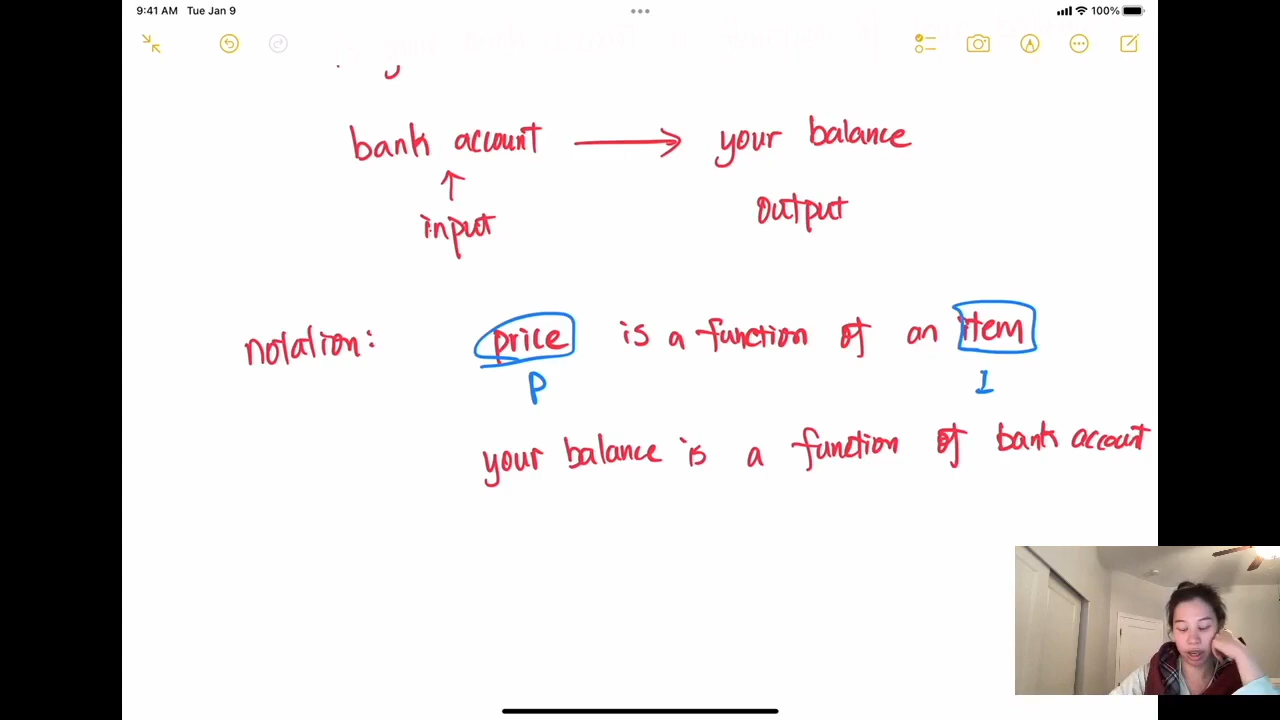 9:41 AM Tue Jan 9
100%
bank account → your balance
↑
input
output
notation: price is a function of an item
P
I
your balance is a function of bank account